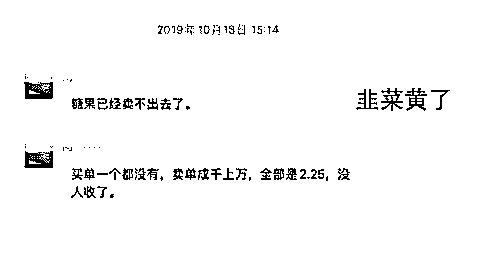 2019年10月18日 15:14
糖果已经卖不出去了。
韭菜黄了
买单一个都没有，卖单成千上万，全部是2.25，没
人收了。